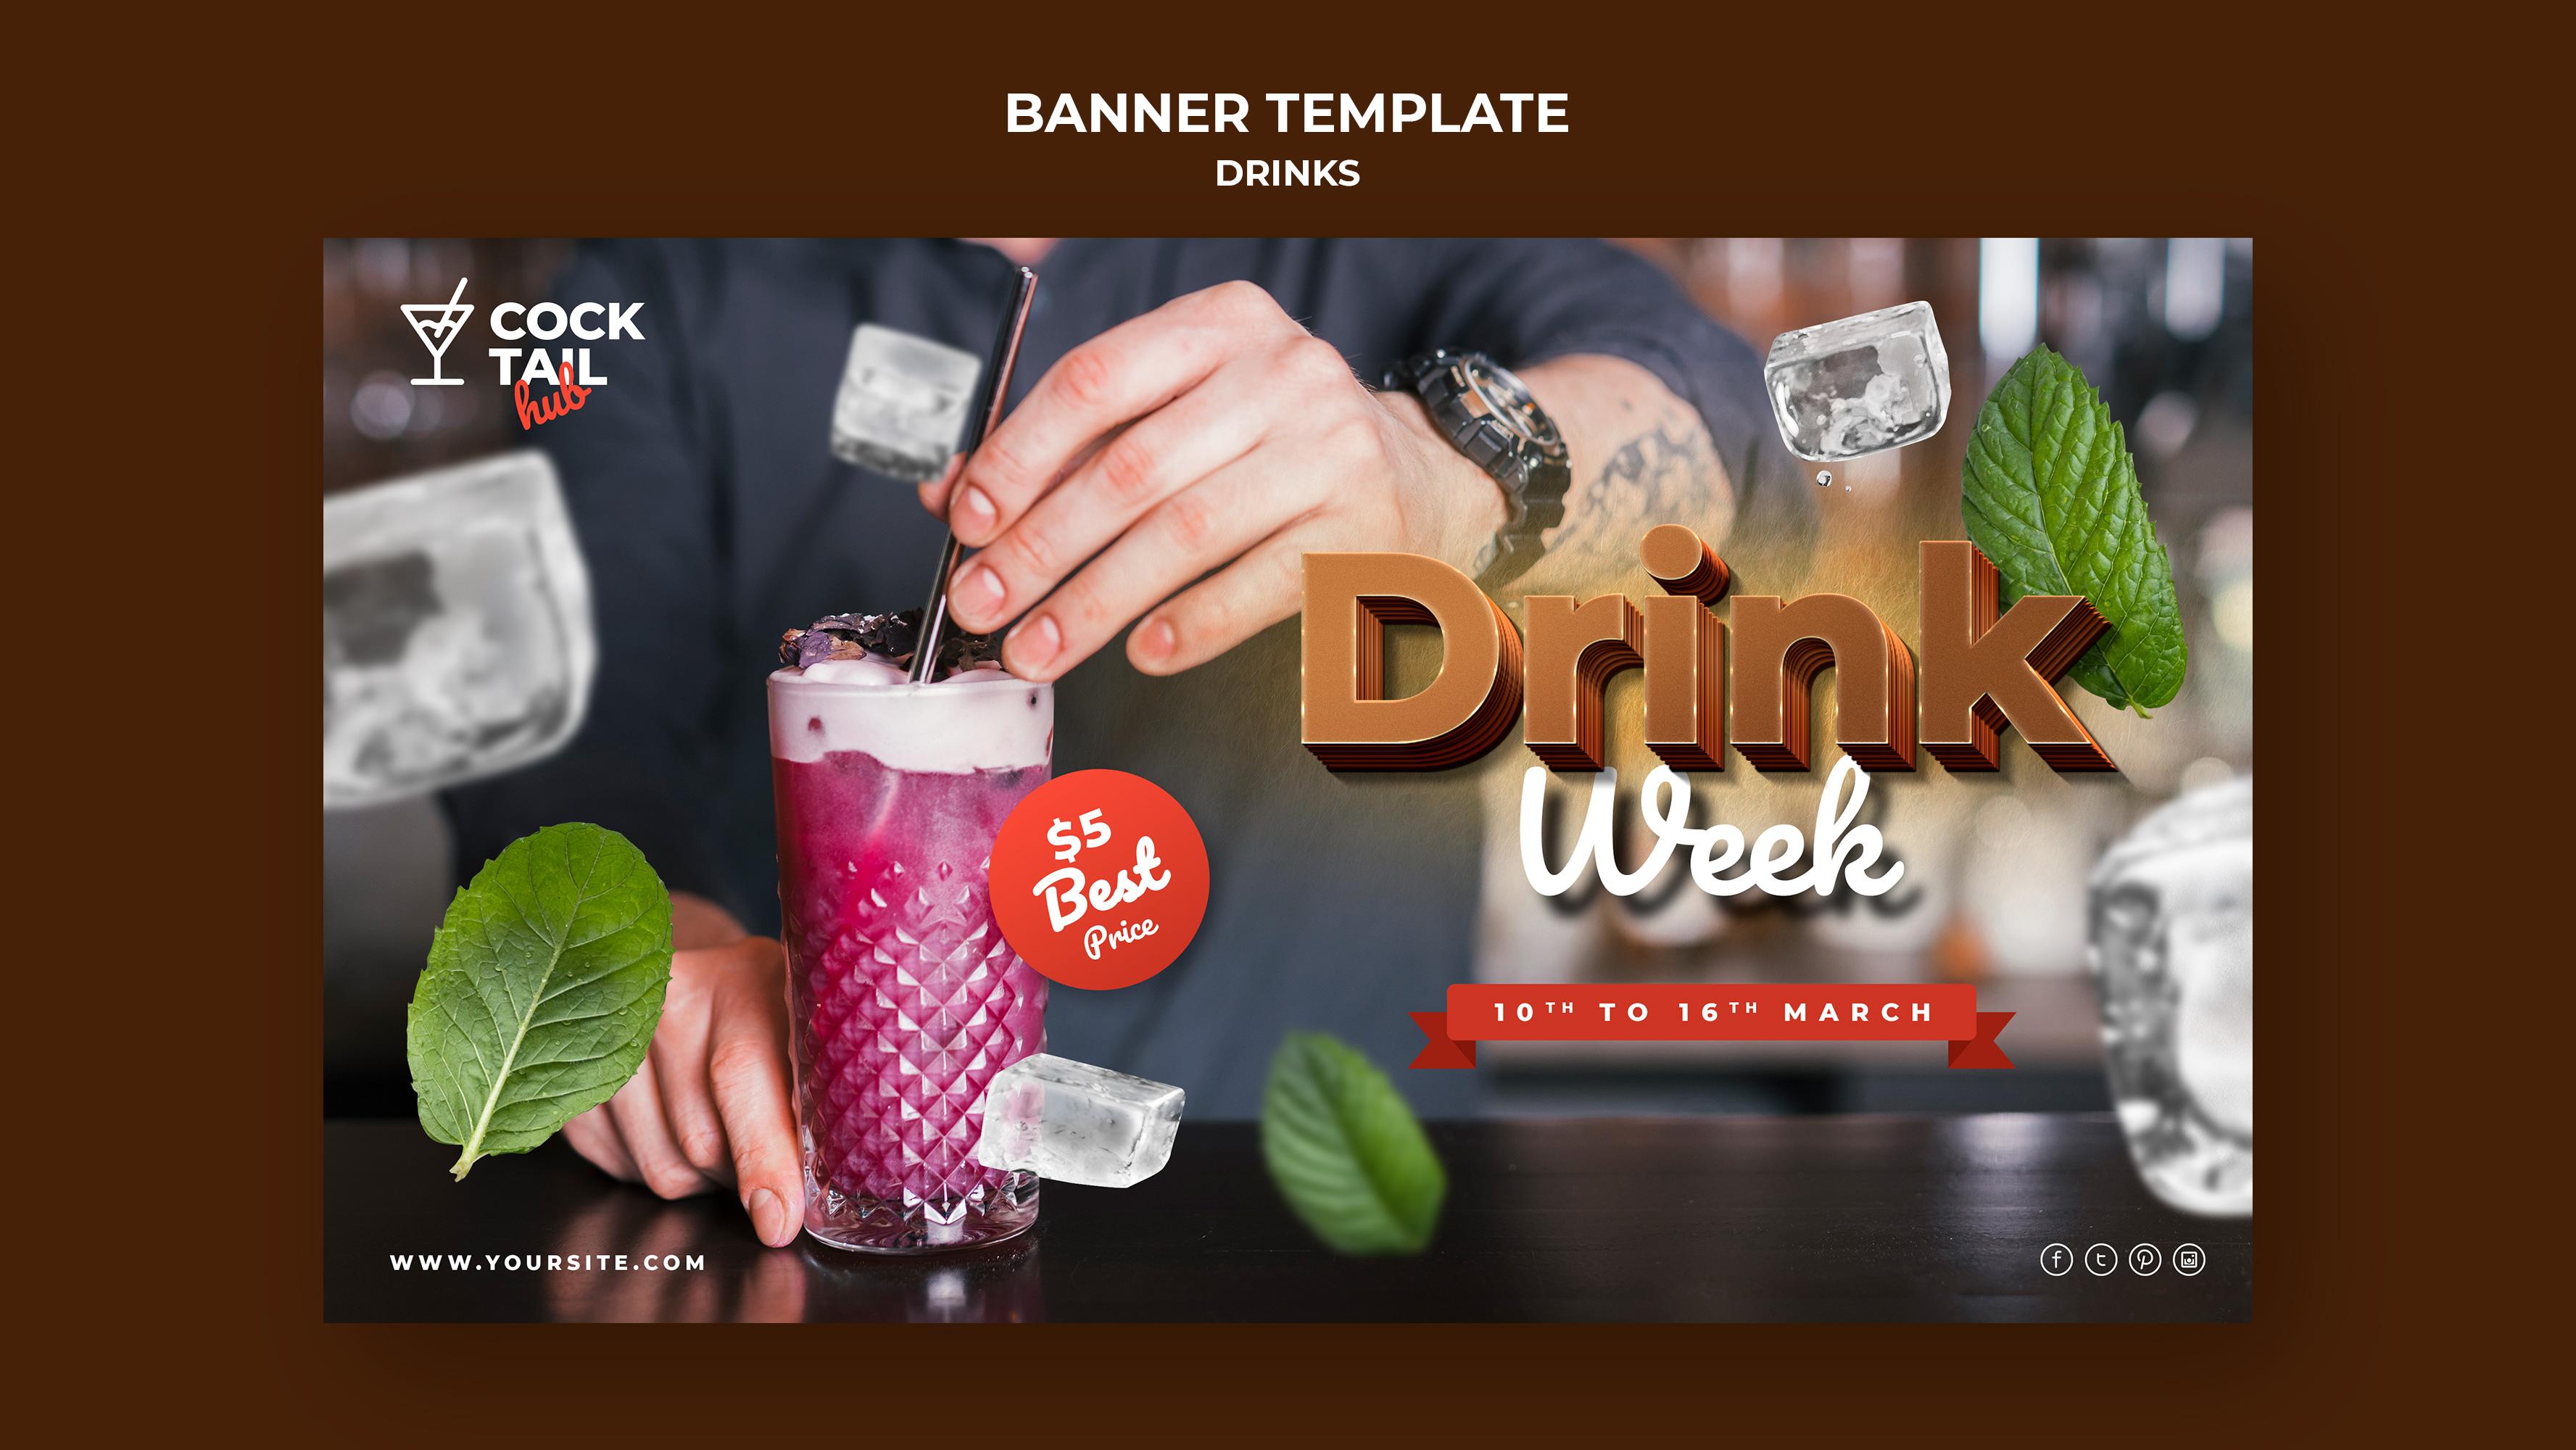 BANNER TEMPLATE
DRINKS
COCK
TAIL
hub
Drink
Week
$5
Best
Price
10TH TO 16TH MARCH
WWW.YOURSITE.COM